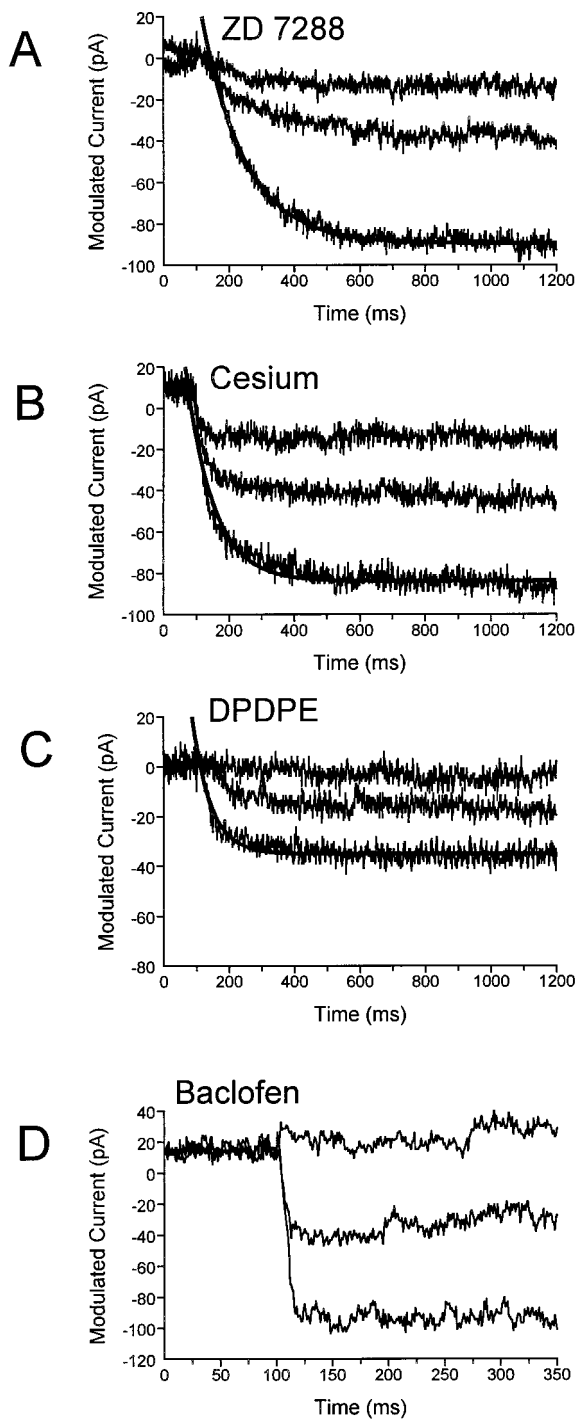 A
ZD 7288
Modulated Current (pA)
20
0
-20
-40
-60
-80
-100
0 200 400 600 800 1000 1200
Time (ms)
B
Cesium
Modulated Current (pA)
20
0
-20
-40
-60
-80
-100
0 200 400 600 800 1000 1200
Time (ms)
C
DPDPE
Modulated Current (pA)
20
0
-20
-40
-60
-80
0 200 400 600 800 1000 1200
Time (ms)
D
Baclofen
Modulated Current (pA)
40
20
0
-20
-40
-60
-80
-100
-120
0 50 100 150 200 250 300 350
Time (ms)